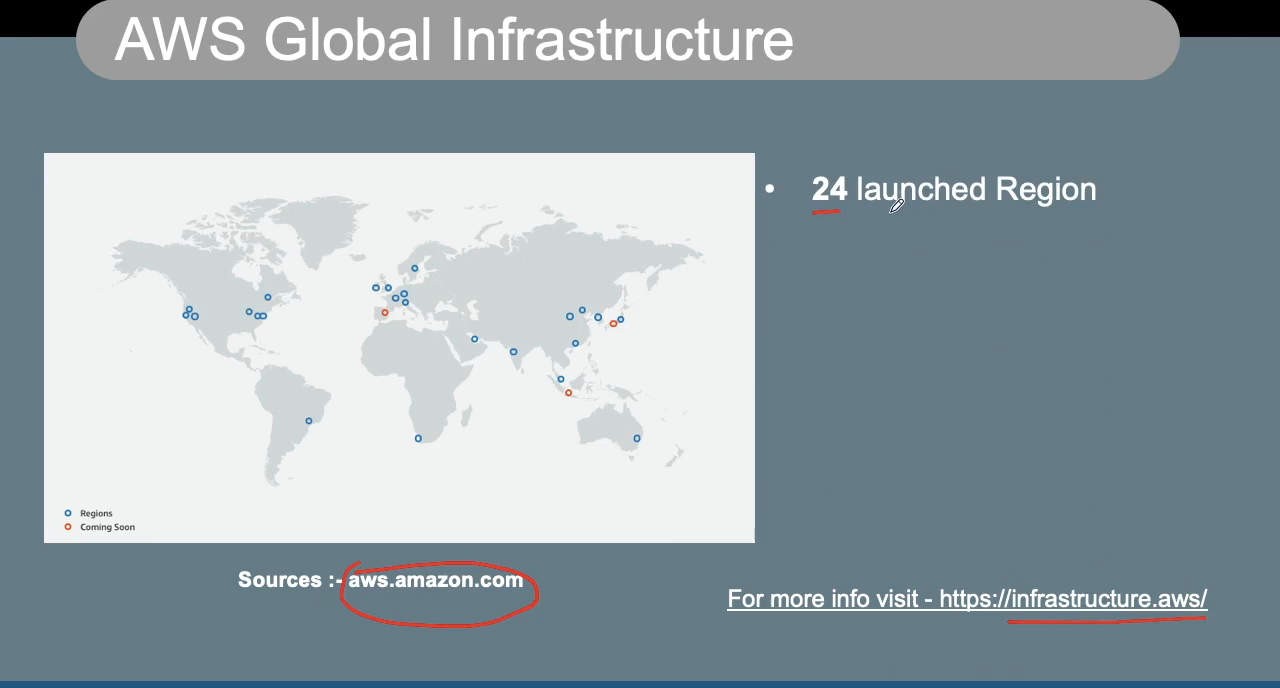 AWS Global Infrastructure
• 24 launched Region
Regions
Coming Soon
Sources :- aws.amazon.com
For more info visit - https://infrastructure.aws/